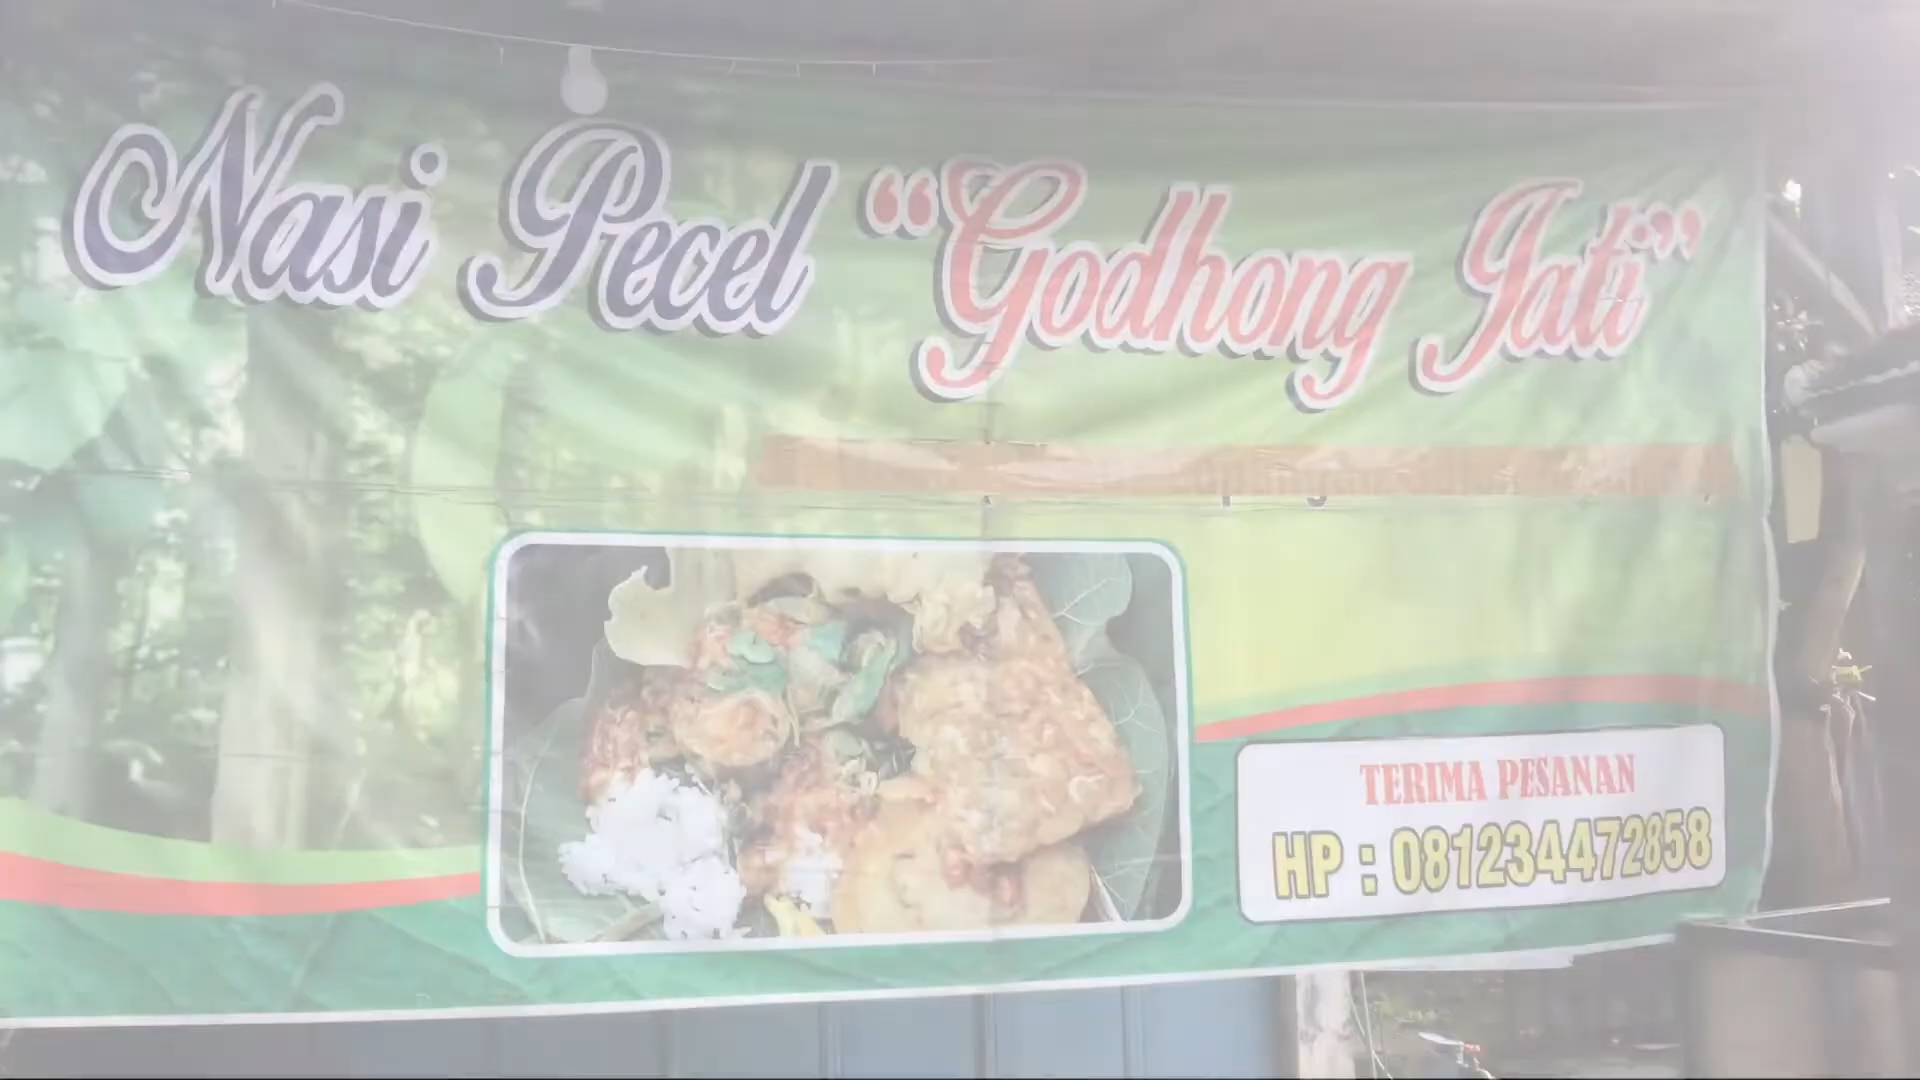 Nasi Pecel "Godhong Jati"
TERIMA PESANAN
HP : 081234472858